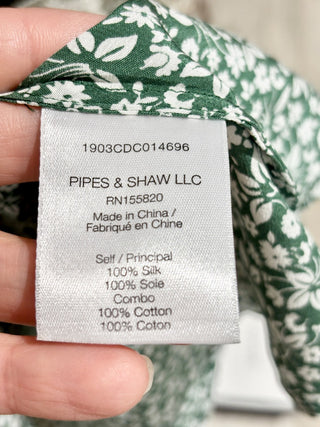 1903CDC014696
PIPES & SHAW LLC
RN155820
Made in China /
Fabriqué en Chine
Self / Principal
100% Silk
100% Soie
Combo
100% Cotton
100% Coton